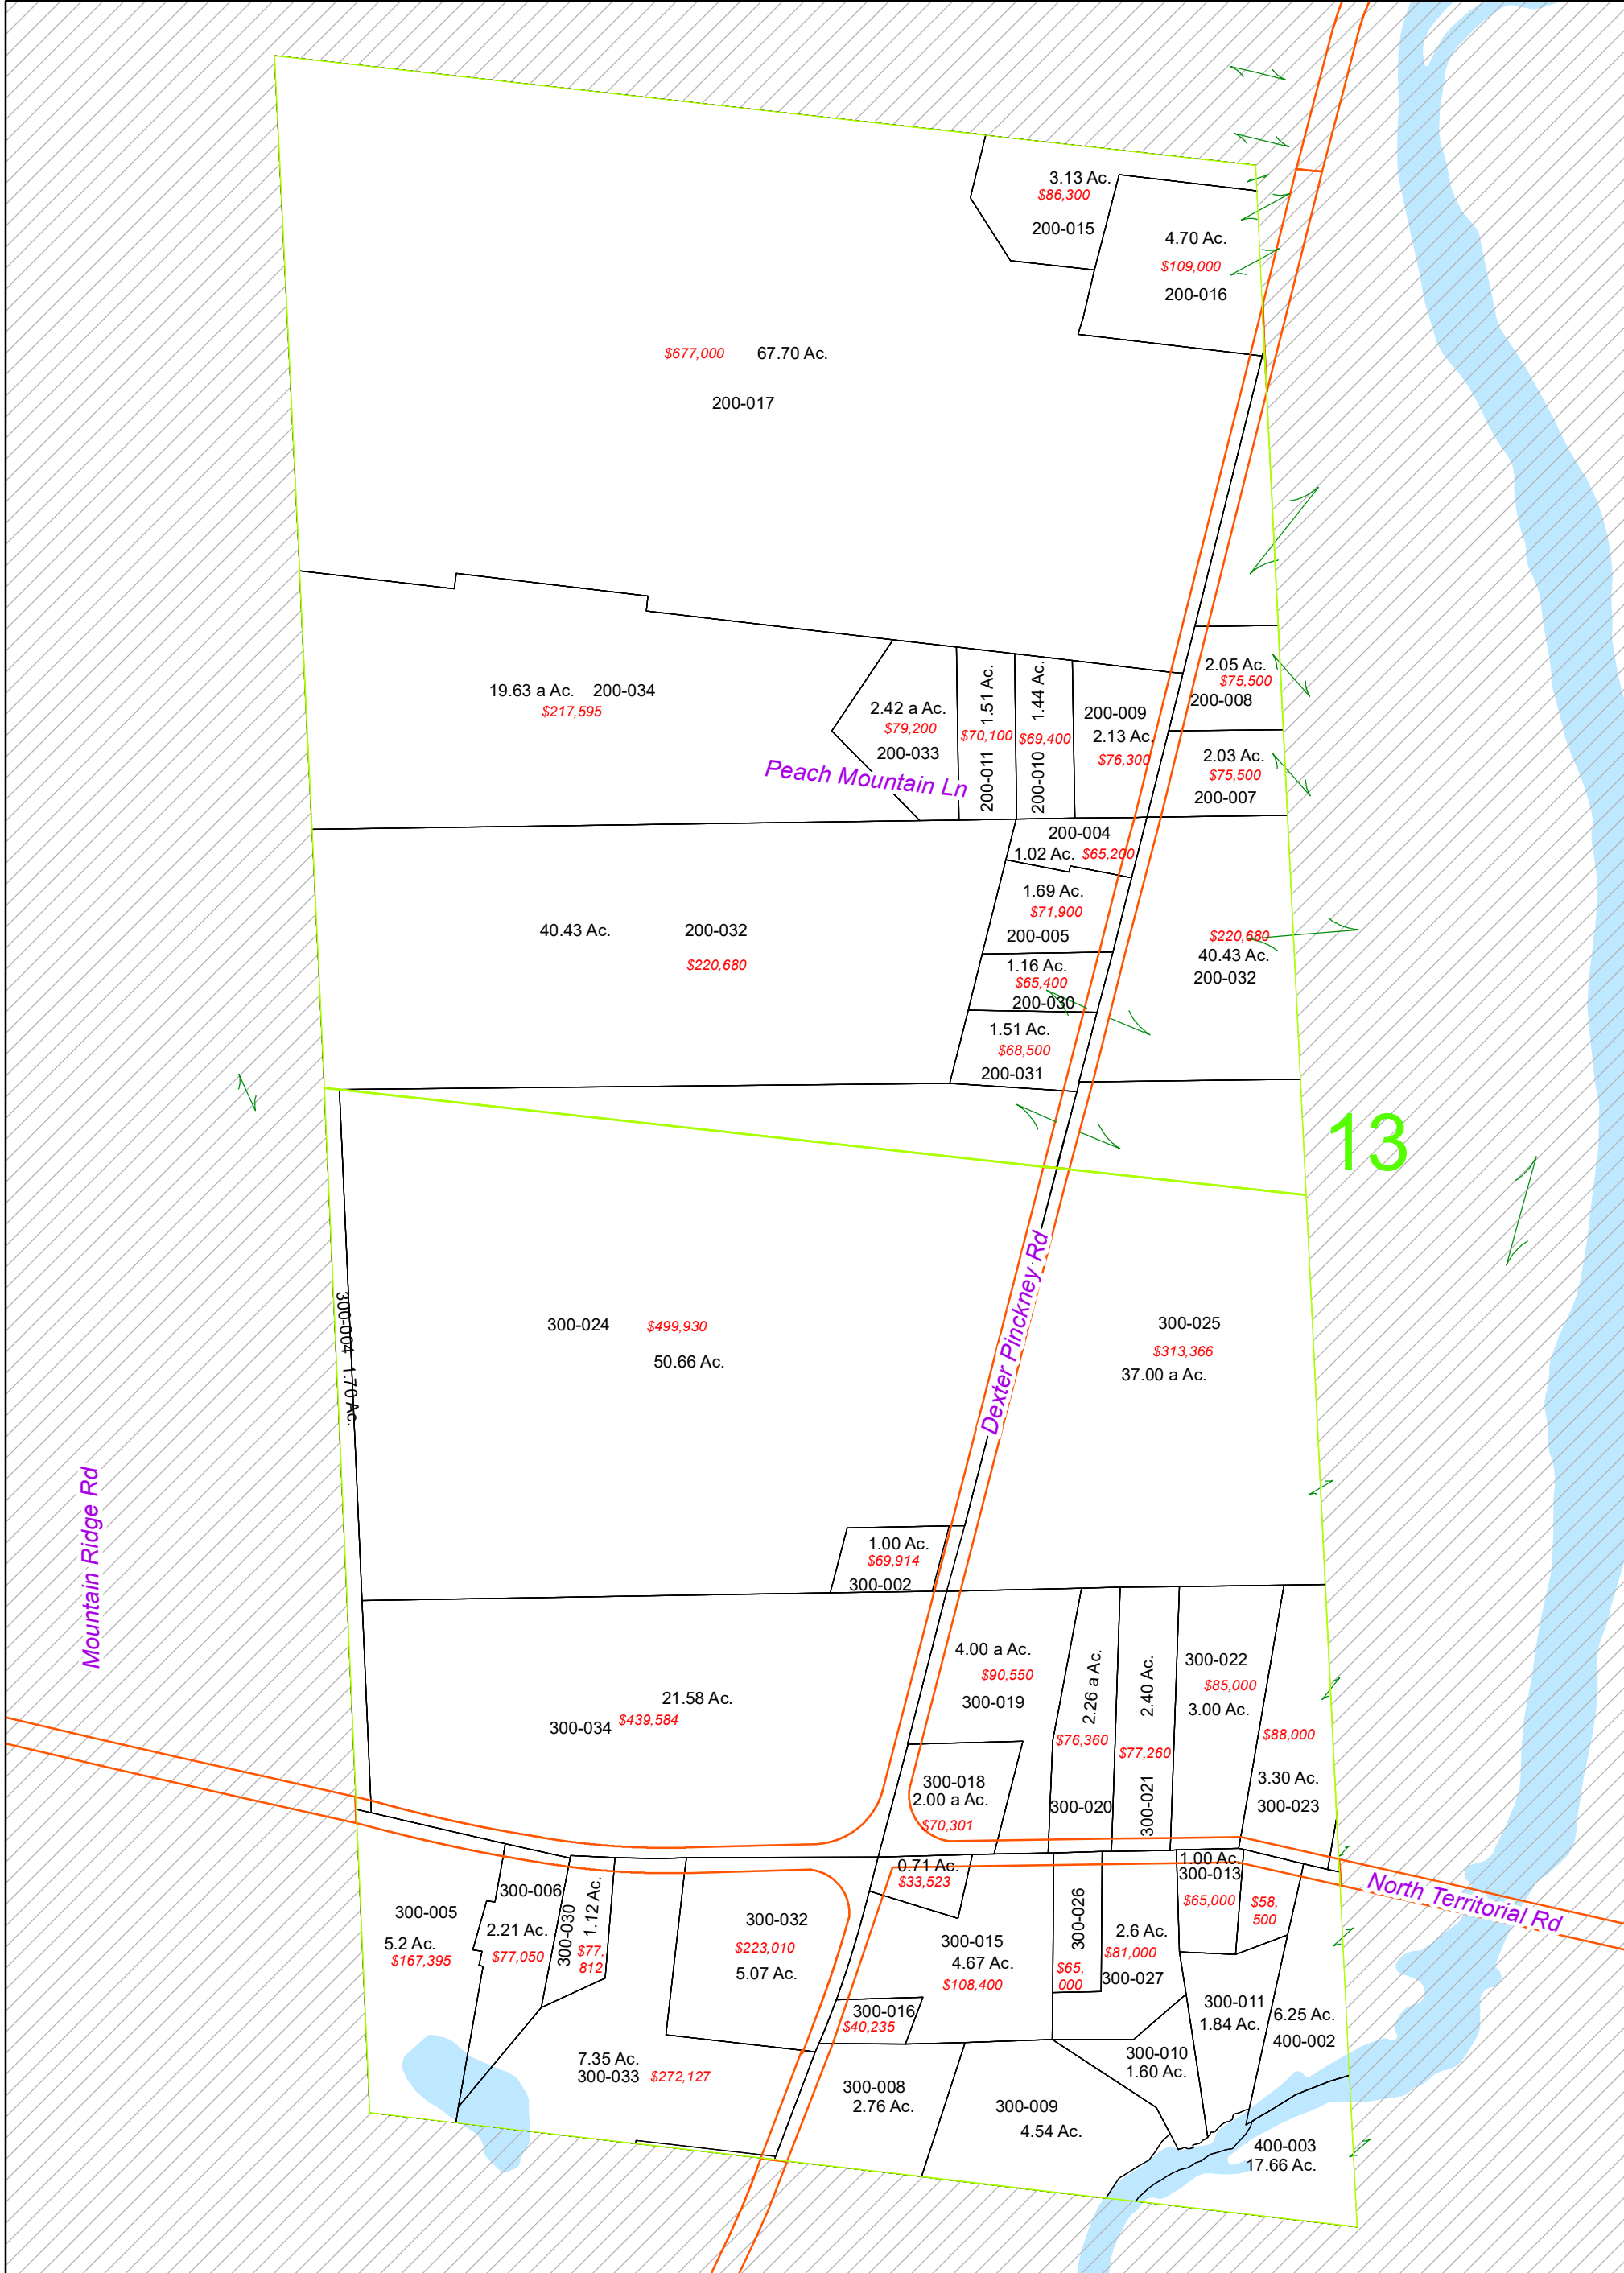 3.13 Ac.
$86,300
200-015
4.70 Ac.
$109,000
200-016
$677,000 67.70 Ac.
200-017
2.05 Ac.
$75,500
200-008
19.63 a Ac. 200-034
$217,595
2.42 a Ac.
$79,200
200-033
200-011 1.51 Ac.
$70,100
200-010 1.44 Ac.
$69,400
200-009
2.13 Ac.
$76,300
2.03 Ac.
$75,500
200-007
Peach Mountain Ln
200-004
1.02 Ac. $65,200
1.69 Ac.
$71,900
200-005
40.43 Ac. 200-032
$220,680
$220,680
40.43 Ac.
200-032
1.16 Ac.
$65,400
200-030
1.51 Ac.
$68,500
200-031
13
Dexter Pinckney Rd
300-004 1.70 Ac.
300-024 $499,930
50.66 Ac.
300-025
$313,366
37.00 a Ac.
Mountain Ridge Rd
1.00 Ac.
$69,914
300-002
21.58 Ac.
300-034 $439,584
4.00 a Ac.
$90,550
300-019
2.26 a Ac.
$76,360
300-020
2.40 Ac.
$77,260
300-021
300-022
$85,000
3.00 Ac.
$88,000
3.30 Ac.
300-023
300-018
2.00 a Ac.
$70,301
North Territorial Rd
300-005
5.2 Ac.
$167,395
300-006
2.21 Ac.
$77,050
300-030 1.12 Ac.
$77,
812
300-032
$223,010
5.07 Ac.
0.71 Ac.
$33,523
300-015
4.67 Ac.
$108,400
300-026
$65,
000
2.6 Ac.
$81,000
300-027
1.00 Ac.
300-013
$65,000
$58,
500
300-016
$40,235
300-011
1.84 Ac.
6.25 Ac.
400-002
7.35 Ac.
300-033 $272,127
300-008
2.76 Ac.
300-009
4.54 Ac.
300-010
1.60 Ac.
400-003
17.66 Ac.